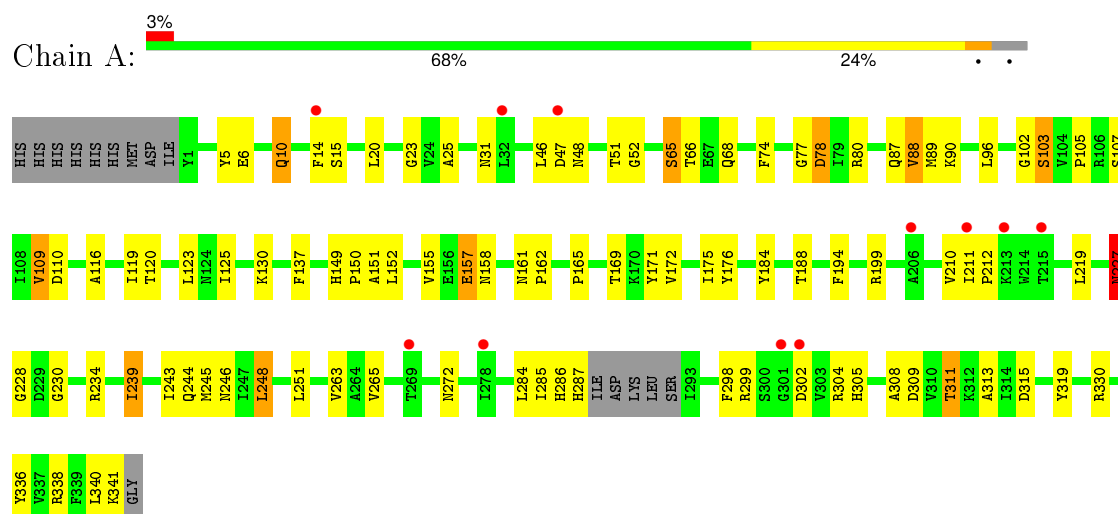 3%
Chain A:
68% 24% • •
HIS HIS HIS HIS HIS HIS MET ASP ILE Y1 Y5 E6 Q10 F14 S15 L20 G23 V24 A25 N31 L32 L46 D47 N48 T51 G52 S65 T66 E67 Q68 F74 G77 D78 I79 R80 Q87 V88 M89 K90 L96 G102 S103 V104 P105 R106 S107
I108 V109 D110 A116 I119 T120 L123 N124 I125 K130 F137 H149 P150 A151 L152 V155 E156 E157 N158 N161 P162 P165 T169 K170 Y171 V172 I175 Y176 Y184 T188 F194 R199 A206 V210 I211 P212 K213 W214 T215 L219 N227
G228 D229 G230 R234 I239 I243 Q244 M245 N246 I247 L248 L251 V263 A264 V265 T269 N272 I278 L284 I285 H286 H287 ILE ASP LYS LEU SER I293 F298 R299 S300 G301 D302 V303 R304 H305 A308 D309 V310 T311 K312 A313 I314 D315 Y319 R330
Y336 V337 R338 F339 L340 K341 GLY